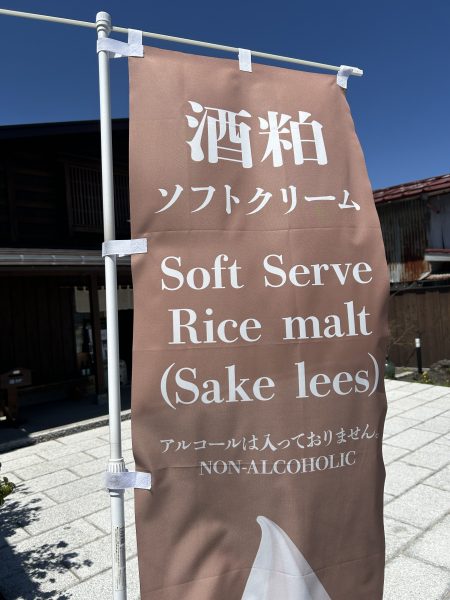 酒粕
ソフトクリーム
Soft Serve
Rice malt
(Sake lees)
アルコールは入っておりません。
NON-ALCOHOLIC